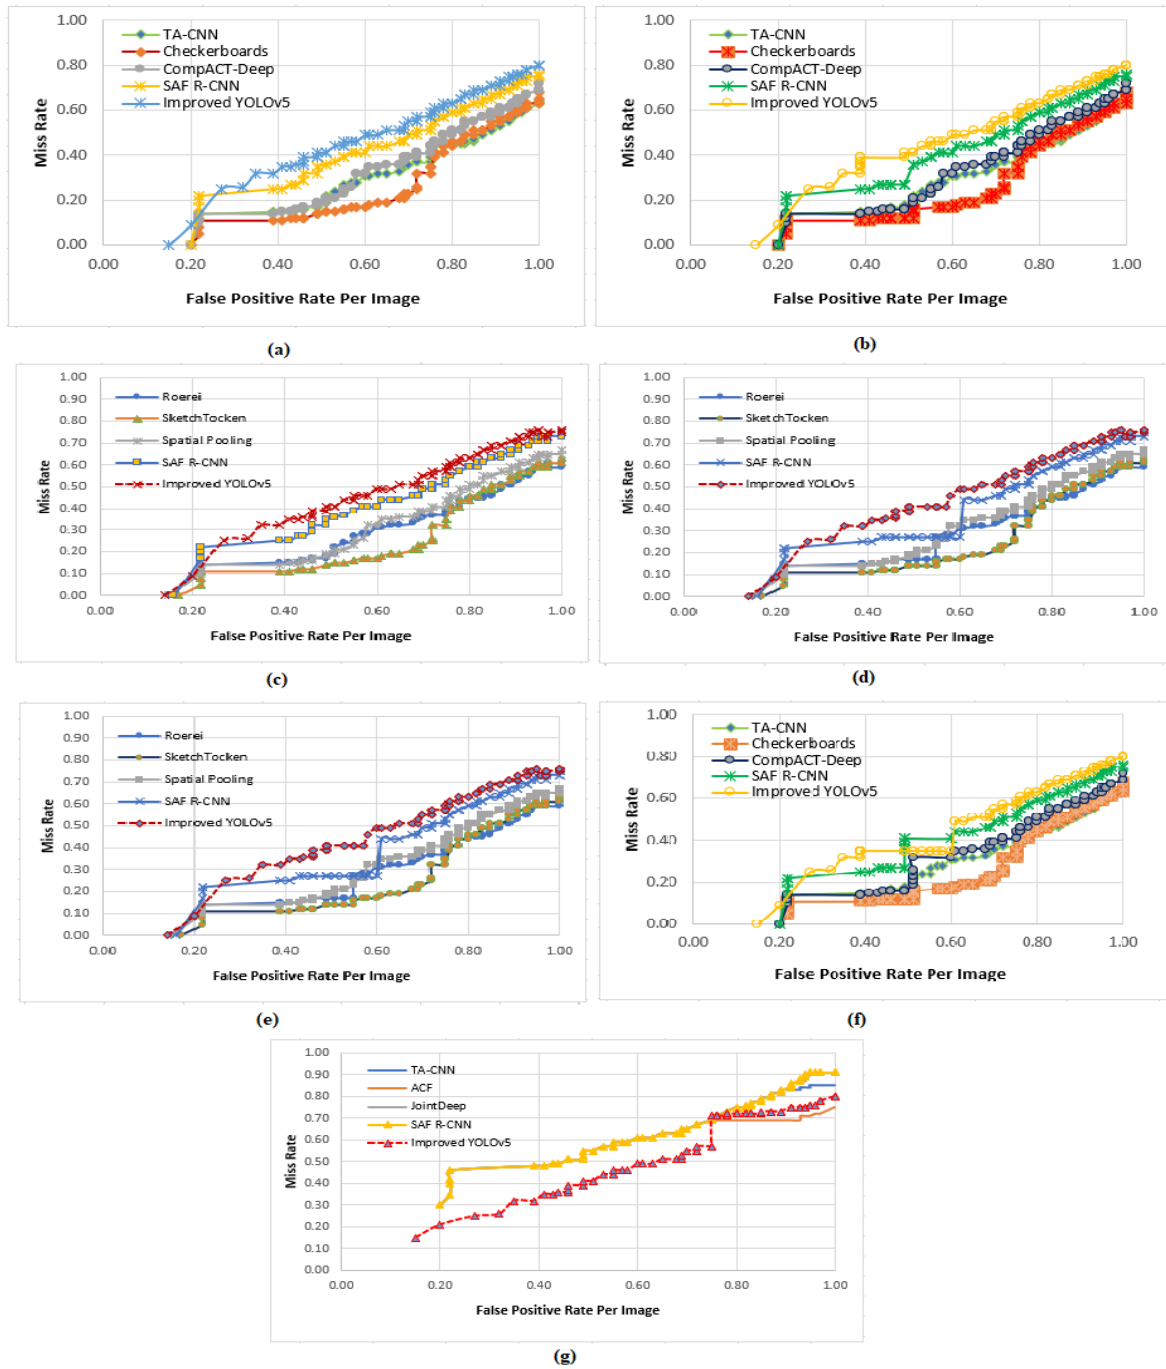 1.00
0.80
0.60
0.40
0.20
0.00
Miss Rate
TA-CNN
Checkerboards
CompACT-Deep
SAF R-CNN
Improved YOLOv5
0.00 0.20 0.40 0.60 0.80 1.00
False Positive Rate Per Image
(a)
1.00
0.80
0.60
0.40
0.20
0.00
Miss Rate
TA-CNN
Checkerboards
CompACT-Deep
SAF R-CNN
Improved YOLOv5
0.00 0.20 0.40 0.60 0.80 1.00
False Positive Rate Per Image
(b)
1.00
0.90
0.80
0.70
0.60
0.50
0.40
0.30
0.20
0.10
0.00
Miss Rate
Roerei
SketchTocken
Spatial Pooling
SAF R-CNN
Improved YOLOv5
0.00 0.20 0.40 0.60 0.80 1.00
False Positive Rate Per Image
(c)
1.00
0.90
0.80
0.70
0.60
0.50
0.40
0.30
0.20
0.10
0.00
Miss Rate
Roerei
SketchTocken
Spatial Pooling
SAF R-CNN
Improved YOLOv5
0.00 0.20 0.40 0.60 0.80 1.00
False Positive Rate Per Image
(d)
1.00
0.90
0.80
0.70
0.60
0.50
0.40
0.30
0.20
0.10
0.00
Miss Rate
Roerei
SketchTocken
Spatial Pooling
SAF R-CNN
Improved YOLOv5
0.00 0.20 0.40 0.60 0.80 1.00
False Positive Rate Per Image
(e)
1.00
0.80
0.60
0.40
0.20
0.00
Miss Rate
TA-CNN
Checkerboards
CompACT-Deep
SAF R-CNN
Improved YOLOv5
0.00 0.20 0.40 0.60 0.80 1.00
False Positive Rate Per Image
(f)
1.00
0.90
0.80
0.70
0.60
0.50
0.40
0.30
0.20
0.10
0.00
Miss Rate
TA-CNN
ACF
JointDeep
SAF R-CNN
Improved YOLOv5
0.00 0.20 0.40 0.60 0.80 1.00
False Positive Rate Per Image
(g)